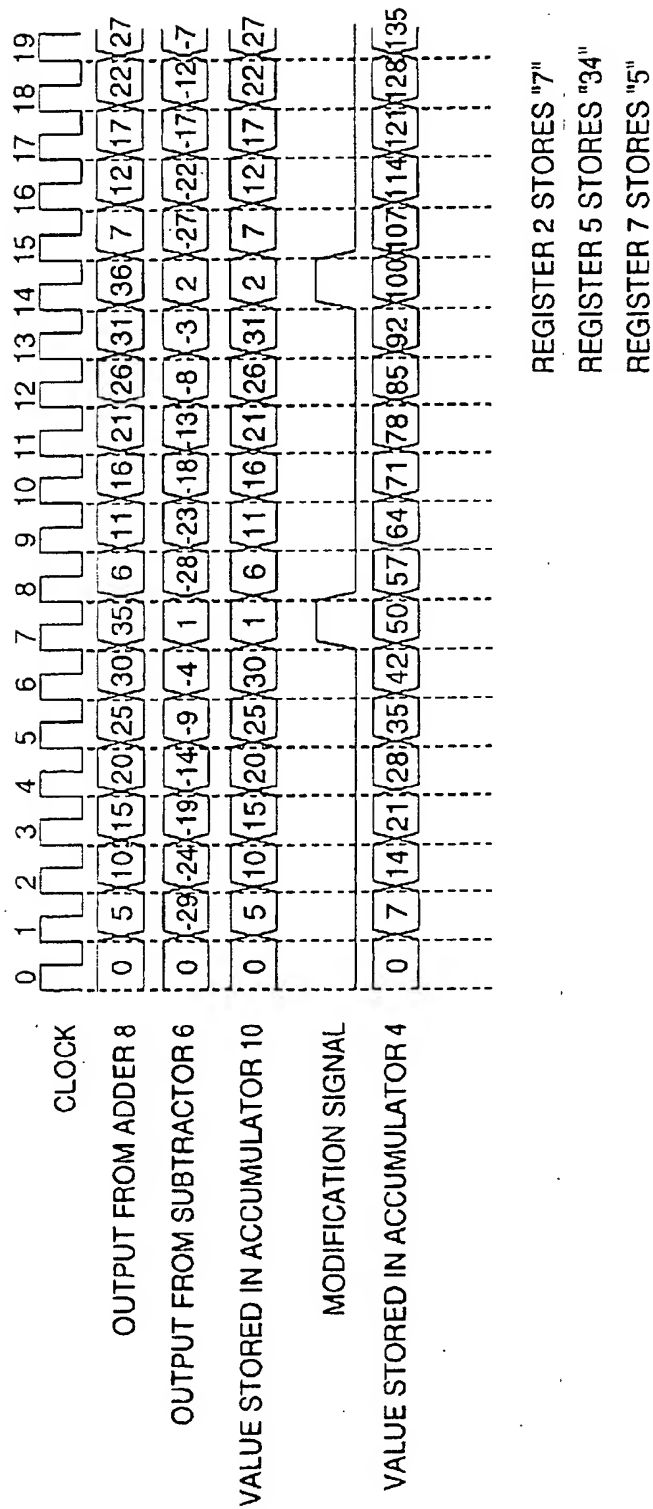 CLOCK 0 1 2 3 4 5 6 7 8 9 10 11 12 13 14 15 16 17 18 19
OUTPUT FROM ADDER 8 0 5 10 15 20 25 30 35 6 11 16 21 26 31 36 7 12 17 22 27
OUTPUT FROM SUBTRACTOR 6 0 -29 -24 -19 -14 -9 -4 1 -28 -23 -18 -13 -8 -3 2 -27 -22 -17 -12 -7
VALUE STORED IN ACCUMULATOR 10 0 5 10 15 20 25 30 1 6 11 16 21 26 31 2 7 12 17 22 27
MODIFICATION SIGNAL
VALUE STORED IN ACCUMULATOR 4 0 7 14 21 28 35 42 50 57 64 71 78 85 92 100 107 114 121 128 135
REGISTER 2 STORES "7"
REGISTER 5 STORES "34"
REGISTER 7 STORES "5"